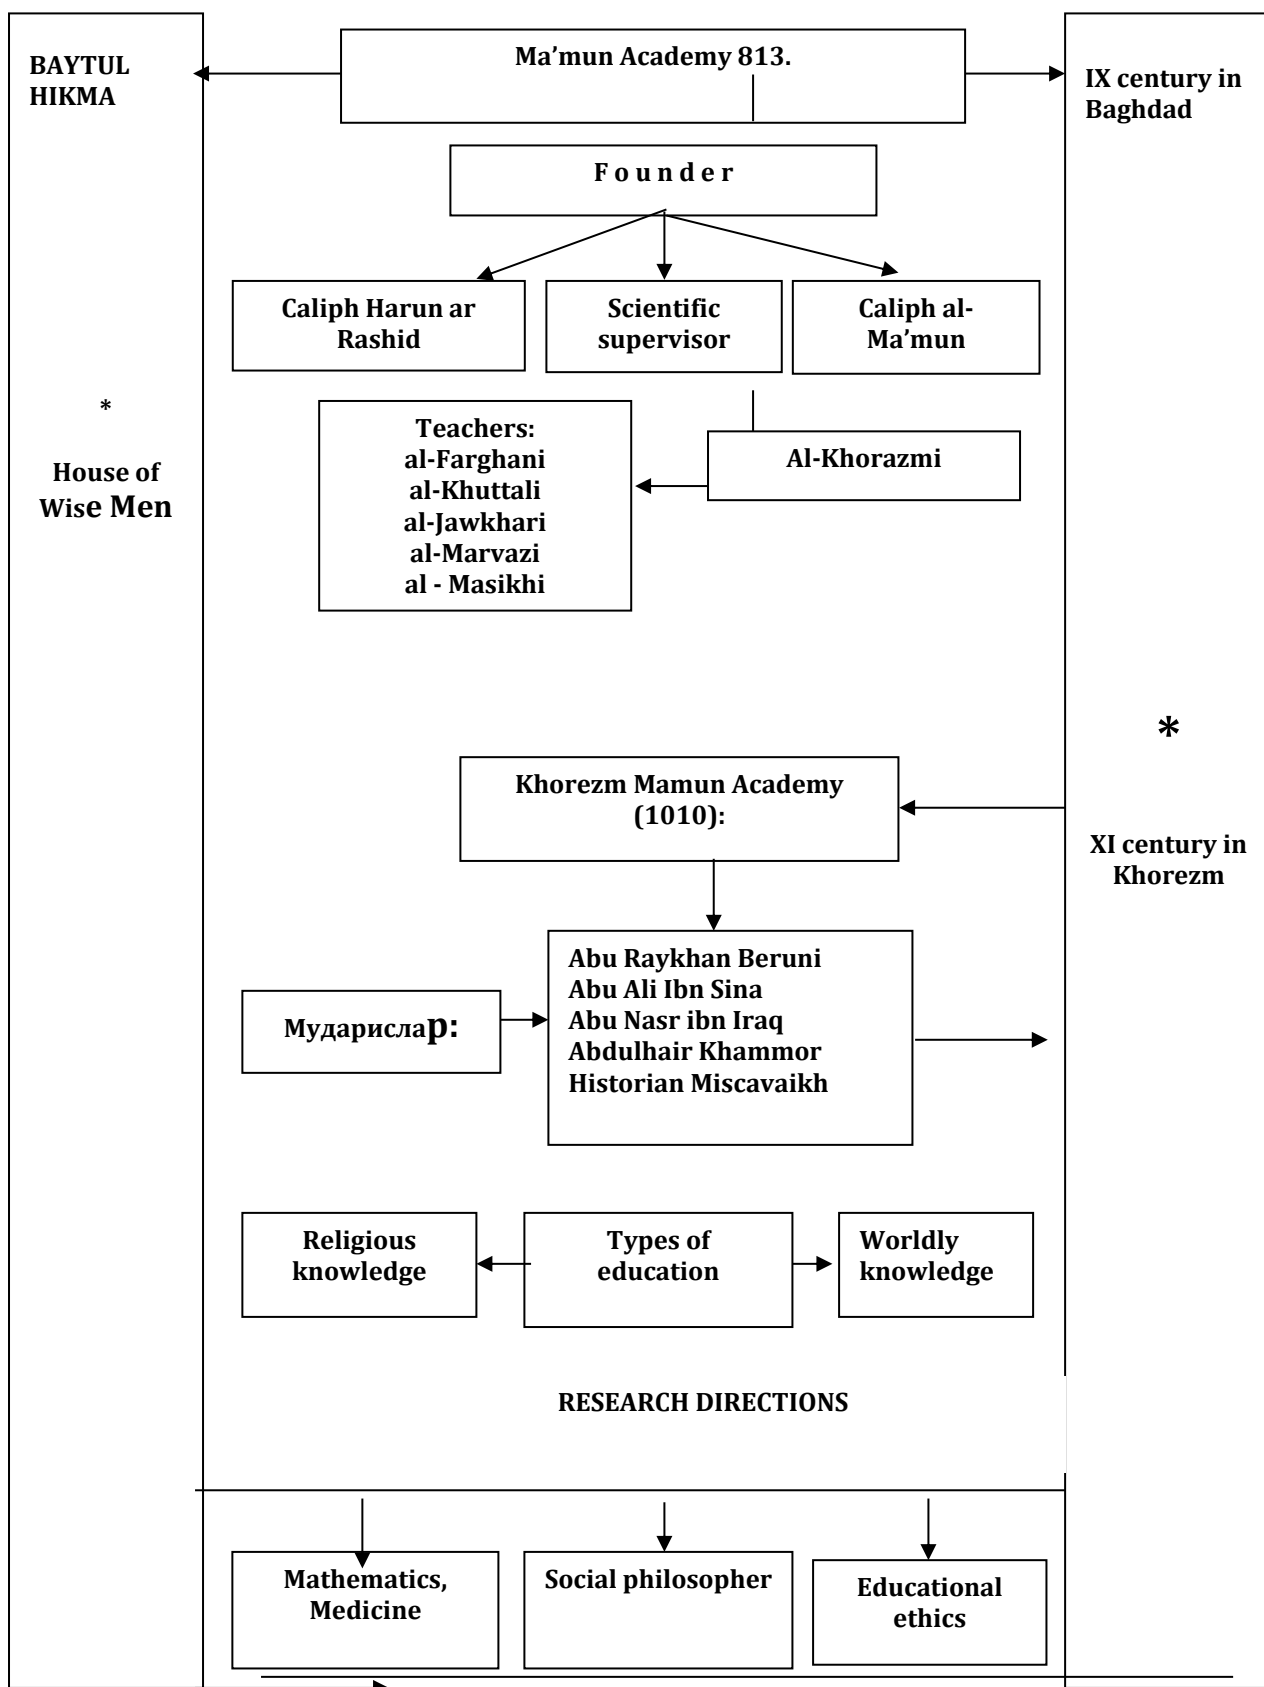 BAYTUL
HIKMA
Ma’mun Academy 813.
IX century in
Baghdad
F o u n d e r
Caliph Harun ar
Rashid
Scientific
supervisor
Caliph al-
Ma’mun
*
House of
Wise Men
Teachers:
al-Farghani
al-Khuttali
al-Jawkhari
al-Marvazi
al - Masikhi
Al-Khorazmi
*
Khorezm Mamun Academy
(1010):
XI century in
Khorezm
Мударислар:
Abu Raykhan Beruni
Abu Ali Ibn Sina
Abu Nasr ibn Iraq
Abdulhair Khammor
Historian Miscavaikh
Religious
knowledge
Types of
education
Worldly
knowledge
RESEARCH DIRECTIONS
Mathematics,
Medicine
Social philosopher
Educational
ethics